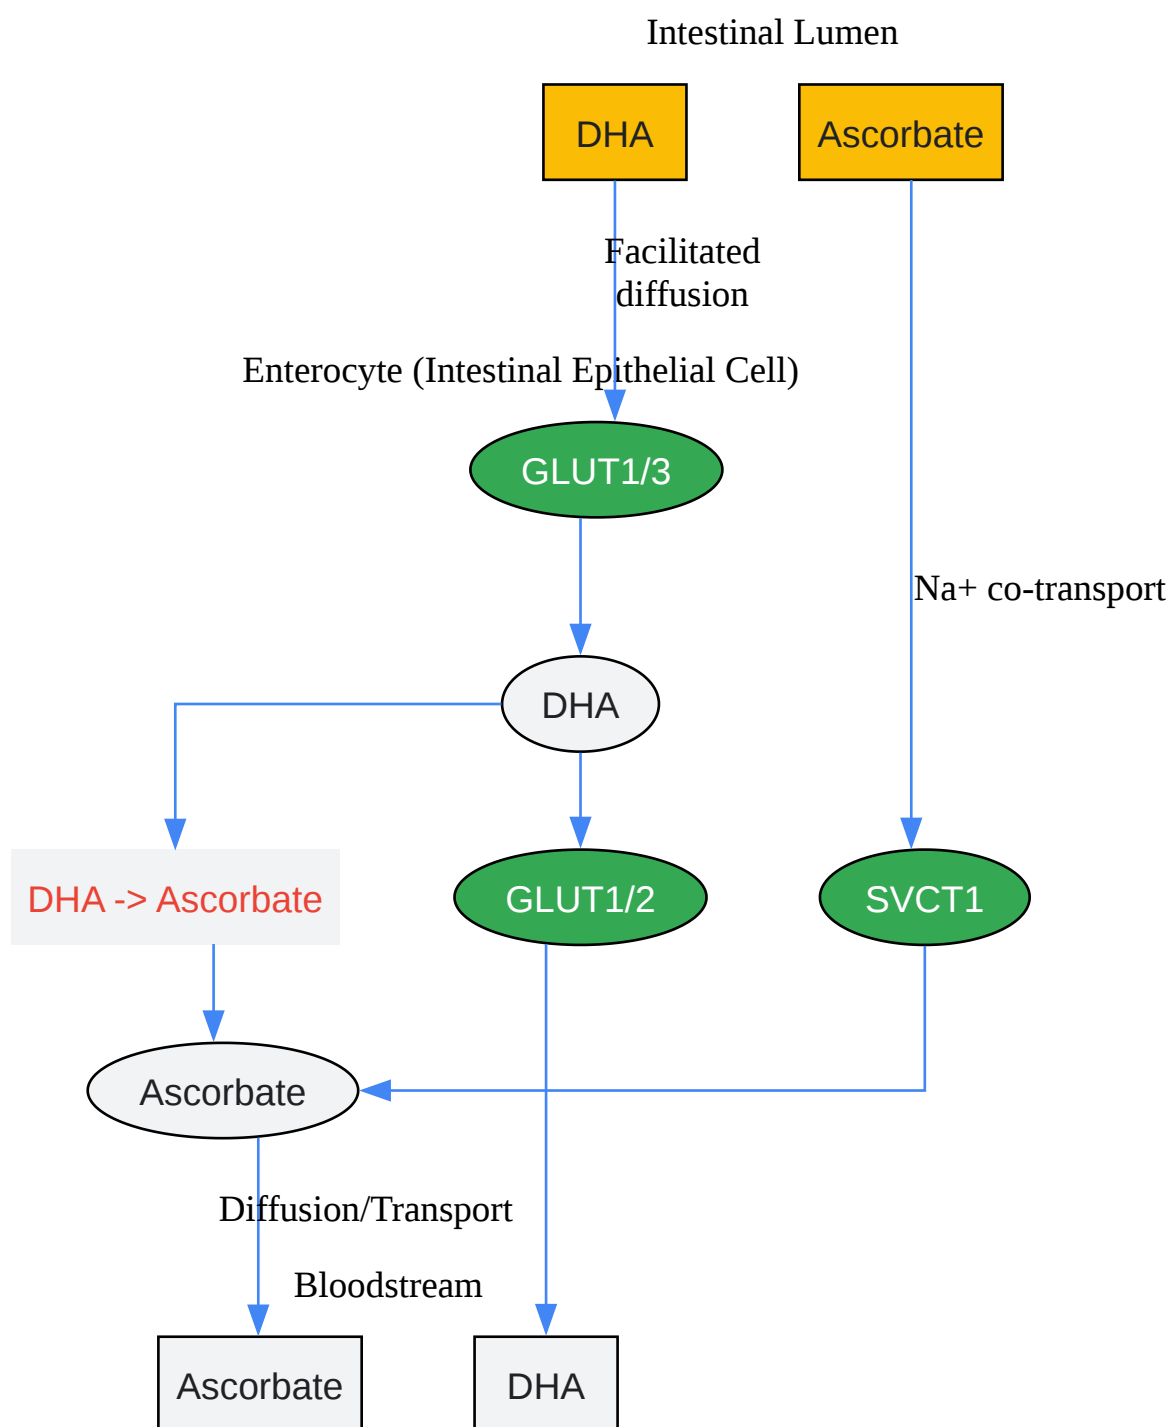 Intestinal Lumen
DHA
Ascorbate
Facilitated
diffusion
Enterocyte (Intestinal Epithelial Cell)
GLUT1/3
Na+ co-transport
DHA
DHA -> Ascorbate
GLUT1/2
SVCT1
Ascorbate
Diffusion/Transport
Bloodstream
Ascorbate
DHA